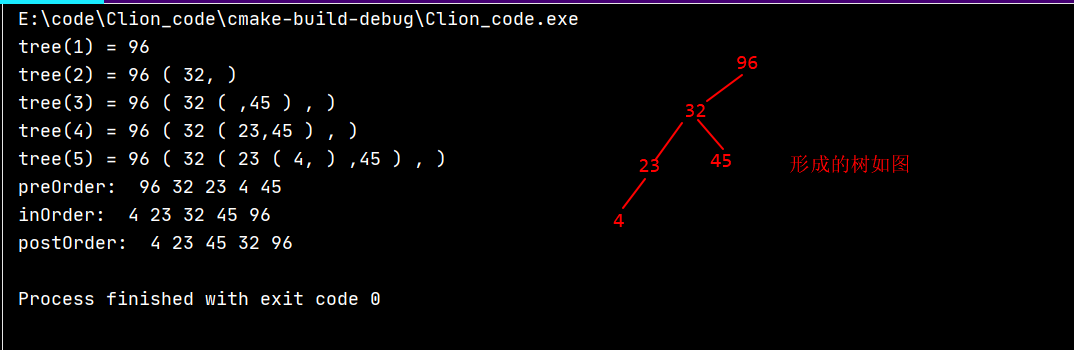 E:\code\Clion_code\cmake-build-debug\Clion_code.exe
tree(1) = 96
tree(2) = 96 ( 32, )
tree(3) = 96 ( 32 ( ,45 ) , )
tree(4) = 96 ( 32 ( 23,45 ) , )
tree(5) = 96 ( 32 ( 23 ( 4, ) ,45 ) , )
preOrder:  96 32 23 4 45
inOrder:  4 23 32 45 96
postOrder:  4 23 45 32 96
Process finished with exit code 0
96
32
23
45
4
形成的树如图